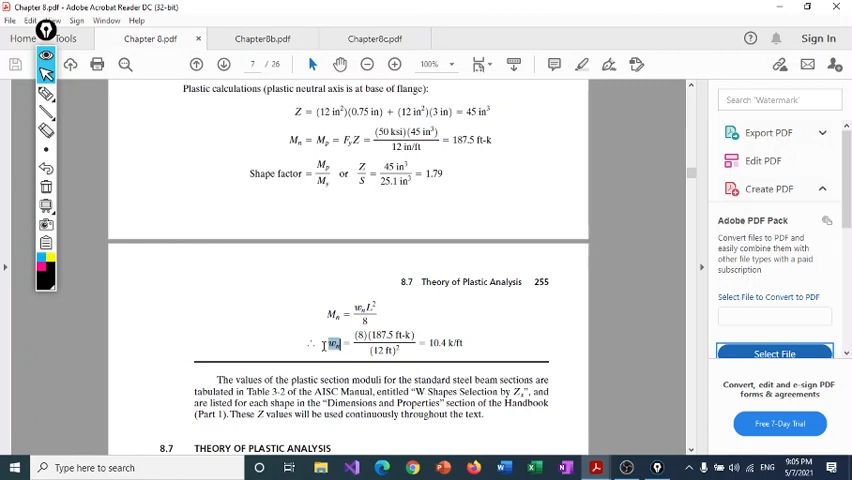 Chapter 8.pdf - Adobe Acrobat Reader DC (32-bit)
File Edit View Sign Window Help
Home Tools Chapter 8.pdf × Chapter8b.pdf Chapter8c.pdf Sign In
7 / 26 100%
Plastic calculations (plastic neutral axis is at base of flange):
Z = (12 in²)(0.75 in) + (12 in²)(3 in) = 45 in³
Mₙ = Mₚ = FyZ = (50 ksi)(45 in³) / 12 in/ft = 187.5 ft-k
Shape factor = Mₚ / My or Z / S = 45 in³ / 25.1 in³ = 1.79
8.7 Theory of Plastic Analysis 255
Mₙ = wₙL² / 8
∴ wₙ = (8)(187.5 ft-k) / (12 ft)² = 10.4 k/ft
The values of the plastic section moduli for the standard steel beam sections are
tabulated in Table 3-2 of the AISC Manual, entitled “W Shapes Selection by Zₓ”, and
are listed for each shape in the “Dimensions and Properties” section of the Handbook
(Part 1). These Z values will be used continuously throughout the text.
8.7 THEORY OF PLASTIC ANALYSIS
Search 'Watermark'
Export PDF
Edit PDF
Create PDF
Adobe PDF Pack
Convert files to PDF and
easily combine them with
other file types with a paid
subscription
Select File to Convert to PDF
Select File
Convert, edit and e-sign PDF
forms & agreements
Free 7-Day Trial
Type here to search
ENG
9:05 PM
5/7/2021